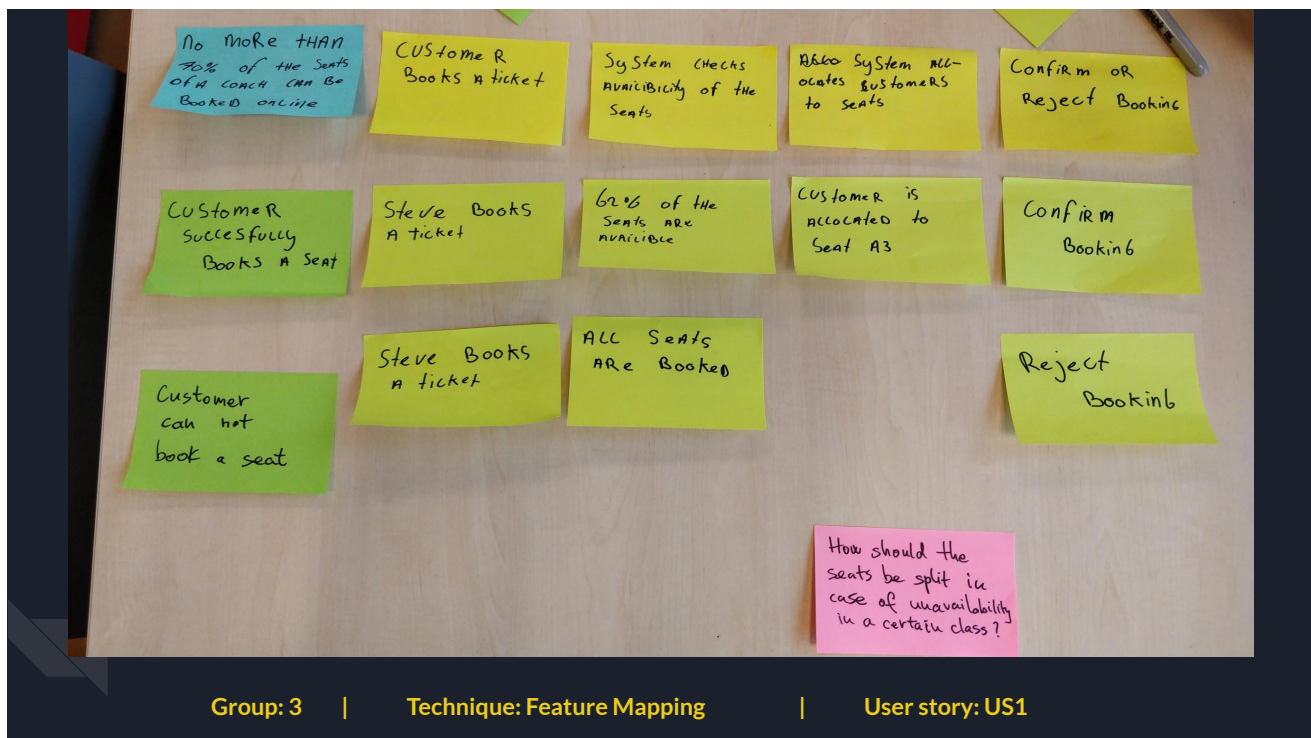 No MoRe tHAN
70% of tHe Seats
of A COACH CAN Be
BookeD online
CUStomeR
Books A ticket
SyStem CHecks
AVAiliBility of tHe
SeAts
SyStem ALL-
ocAtes CUStomeRS
to SeAts
ConfiRm oR
Reject Booking
CUStomeR
SuccesfuLLy
Books A SeAt
Steve Books
A ticket
62% of tHe
SeAts ARe
AVAiliBle
CUStomeR is
ALLocAteD to
SeAt A3
ConfiRm
Booking
Customer
can not
book a seat
Steve Books
A ticket
ALL SeAts
ARe BookeD
Reject
Booking
How should the
seats be split in
case of unavailability
in a certain class?
Group: 3 | Technique: Feature Mapping | User story: US1